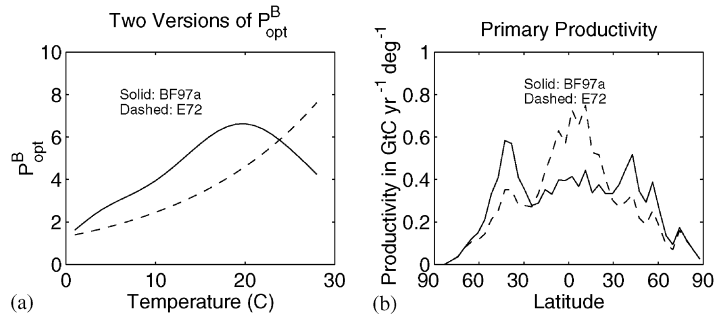 Two Versions of P^B_opt
10
8
6
4
2
0
P^B_opt
Solid: BF97a
Dashed: E72
0 10 20 30
Temperature (C)
(a)
Primary Productivity
1
0.8
0.6
0.4
0.2
0
Productivity in GtC yr^-1 deg^-1
Solid: BF97a
Dashed: E72
90 60 30 0 30 60 90
Latitude
(b)